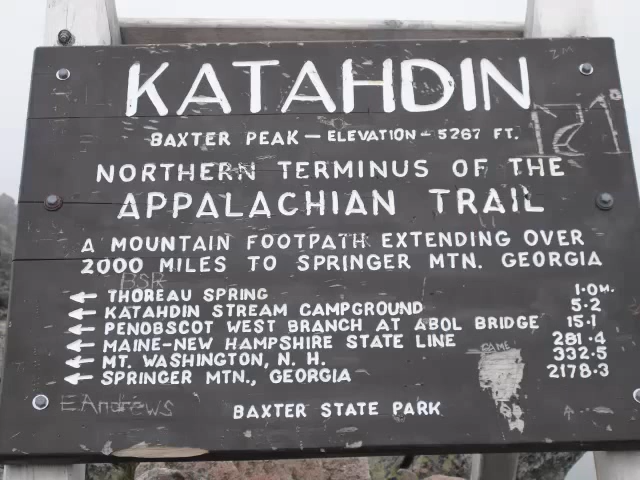 KATAHDIN
BAXTER PEAK – ELEVATION – 5267 FT.
NORTHERN TERMINUS OF THE
APPALACHIAN TRAIL
A MOUNTAIN FOOTPATH EXTENDING OVER
2000 MILES TO SPRINGER MTN. GEORGIA
BSR
← THOREAU SPRING 1.0 M.
← KATAHDIN STREAM CAMPGROUND 5.2
← PENOBSCOT WEST BRANCH AT ABOL BRIDGE 15.1
← MAINE-NEW HAMPSHIRE STATE LINE 281.4
← MT. WASHINGTON, N. H. 332.5
← SPRINGER MTN., GEORGIA 2178.3
E Andrews
BAXTER STATE PARK